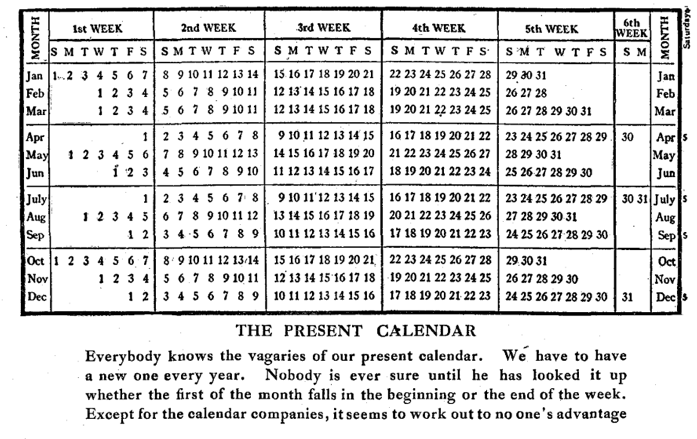 MONTH 1st WEEK 2nd WEEK 3rd WEEK 4th WEEK 5th WEEK 6th WEEK MONTH Saturdays
S M T W T F S S M T W T F S S M T W T F S S M T W T F S S M T W T F S S M
Jan 1 2 3 4 5 6 7 8 9 10 11 12 13 14 15 16 17 18 19 20 21 22 23 24 25 26 27 28 29 30 31 Jan
Feb 1 2 3 4 5 6 7 8 9 10 11 12 13 14 15 16 17 18 19 20 21 22 23 24 25 26 27 28 Feb
Mar 1 2 3 4 5 6 7 8 9 10 11 12 13 14 15 16 17 18 19 20 21 22 23 24 25 26 27 28 29 30 31 Mar
Apr 1 2 3 4 5 6 7 8 9 10 11 12 13 14 15 16 17 18 19 20 21 22 23 24 25 26 27 28 29 30 Apr 5
May 1 2 3 4 5 6 7 8 9 10 11 12 13 14 15 16 17 18 19 20 21 22 23 24 25 26 27 28 29 30 31 May
Jun 1 2 3 4 5 6 7 8 9 10 11 12 13 14 15 16 17 18 19 20 21 22 23 24 25 26 27 28 29 30 Jun
July 1 2 3 4 5 6 7 8 9 10 11 12 13 14 15 16 17 18 19 20 21 22 23 24 25 26 27 28 29 30 31 July 5
Aug 1 2 3 4 5 6 7 8 9 10 11 12 13 14 15 16 17 18 19 20 21 22 23 24 25 26 27 28 29 30 31 Aug
Sep 1 2 3 4 5 6 7 8 9 10 11 12 13 14 15 16 17 18 19 20 21 22 23 24 25 26 27 28 29 30 Sep 5
Oct 1 2 3 4 5 6 7 8 9 10 11 12 13 14 15 16 17 18 19 20 21 22 23 24 25 26 27 28 29 30 31 Oct
Nov 1 2 3 4 5 6 7 8 9 10 11 12 13 14 15 16 17 18 19 20 21 22 23 24 25 26 27 28 29 30 Nov
Dec 1 2 3 4 5 6 7 8 9 10 11 12 13 14 15 16 17 18 19 20 21 22 23 24 25 26 27 28 29 30 31 Dec 5
THE PRESENT CALENDAR
Everybody knows the vagaries of our present calendar. We have to have
a new one every year. Nobody is ever sure until he has looked it up
whether the first of the month falls in the beginning or the end of the week.
Except for the calendar companies, it seems to work out to no one's advantage